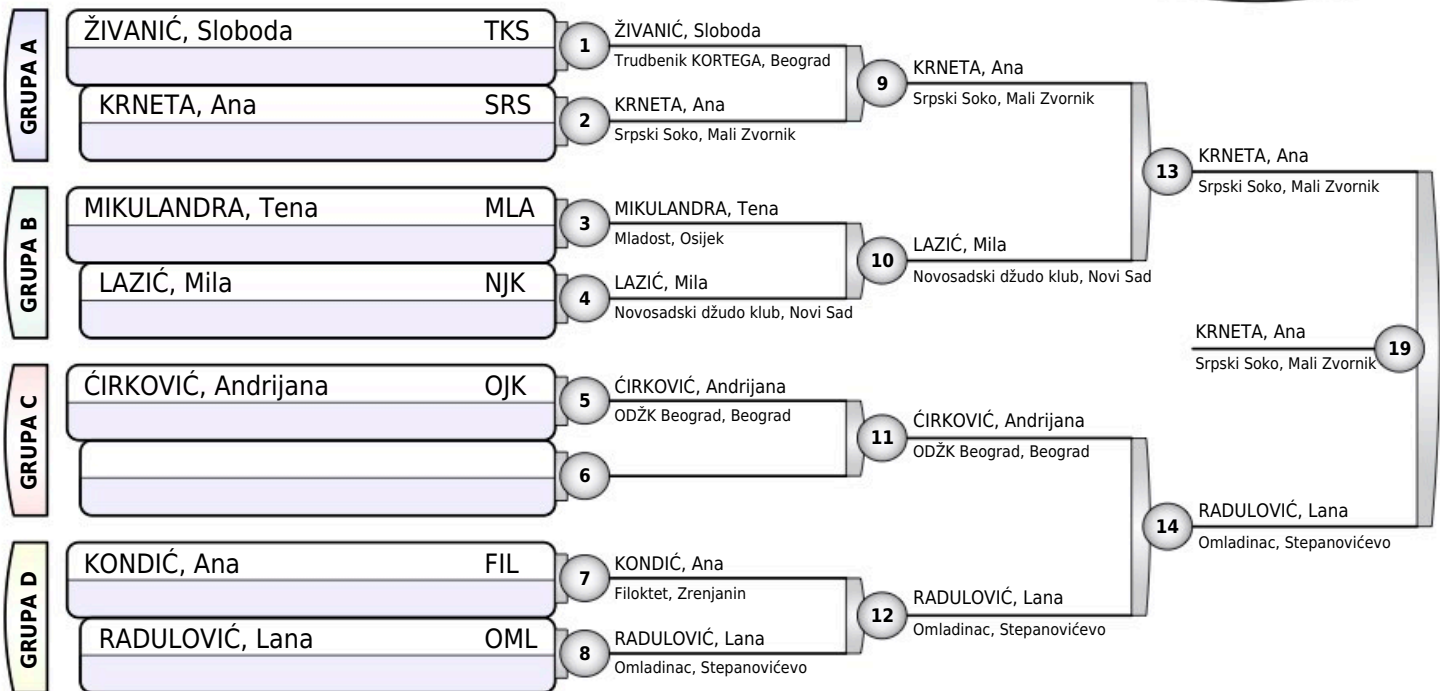 GRUPA A
ŽIVANIĆ, Sloboda TKS
KRNETA, Ana SRS
1
ŽIVANIĆ, Sloboda
Trudbenik KORTEGA, Beograd
2
KRNETA, Ana
Srpski Soko, Mali Zvornik
9
KRNETA, Ana
Srpski Soko, Mali Zvornik
GRUPA B
MIKULANDRA, Tena MLA
LAZIĆ, Mila NJK
3
MIKULANDRA, Tena
Mladost, Osijek
4
LAZIĆ, Mila
Novosadski džudo klub, Novi Sad
10
LAZIĆ, Mila
Novosadski džudo klub, Novi Sad
13
KRNETA, Ana
Srpski Soko, Mali Zvornik
GRUPA C
ĆIRKOVIĆ, Andrijana OJK
5
ĆIRKOVIĆ, Andrijana
ODŽK Beograd, Beograd
6
11
ĆIRKOVIĆ, Andrijana
ODŽK Beograd, Beograd
GRUPA D
KONDIĆ, Ana FIL
RADULOVIĆ, Lana OML
7
KONDIĆ, Ana
Filoktet, Zrenjanin
8
RADULOVIĆ, Lana
Omladinac, Stepanovićevo
12
RADULOVIĆ, Lana
Omladinac, Stepanovićevo
14
RADULOVIĆ, Lana
Omladinac, Stepanovićevo
KRNETA, Ana
Srpski Soko, Mali Zvornik
19